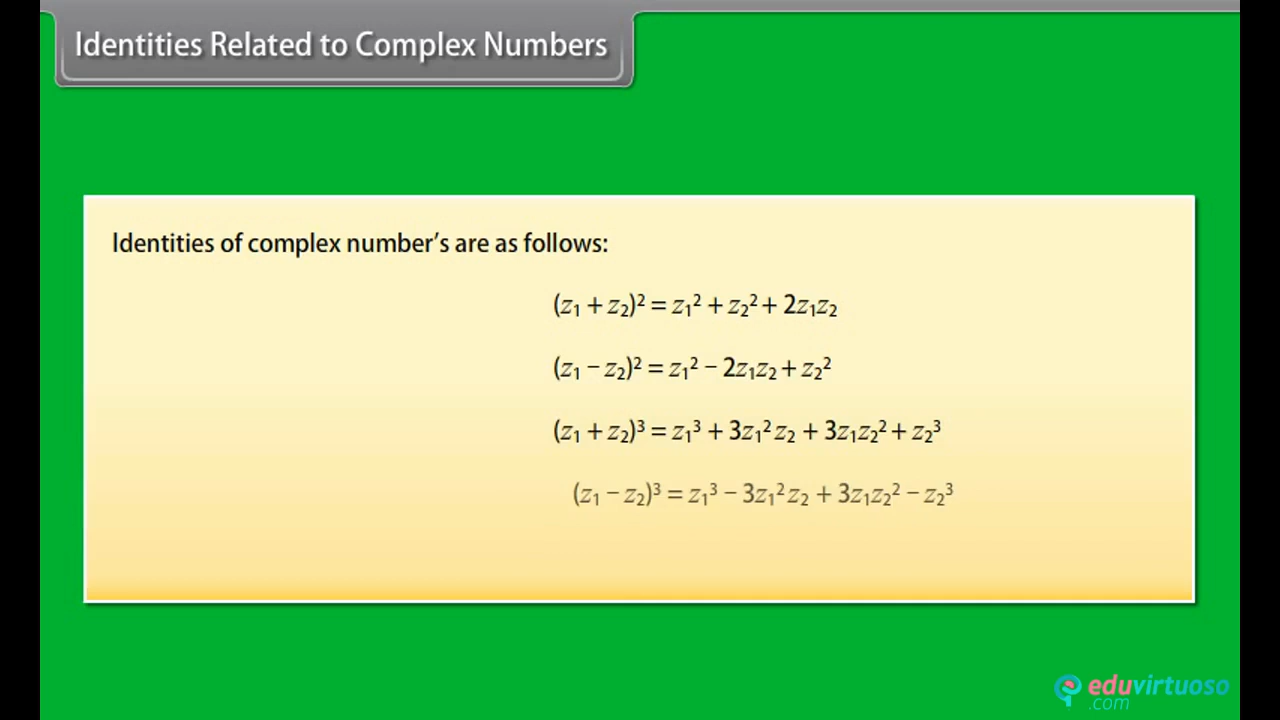 Identities Related to Complex Numbers
Identities of complex number’s are as follows:
(z₁ + z₂)² = z₁² + z₂² + 2z₁z₂
(z₁ − z₂)² = z₁² − 2z₁z₂ + z₂²
(z₁ + z₂)³ = z₁³ + 3z₁²z₂ + 3z₁z₂² + z₂³
(z₁ − z₂)³ = z₁³ − 3z₁²z₂ + 3z₁z₂² − z₂³
eduvirtuoso
.com